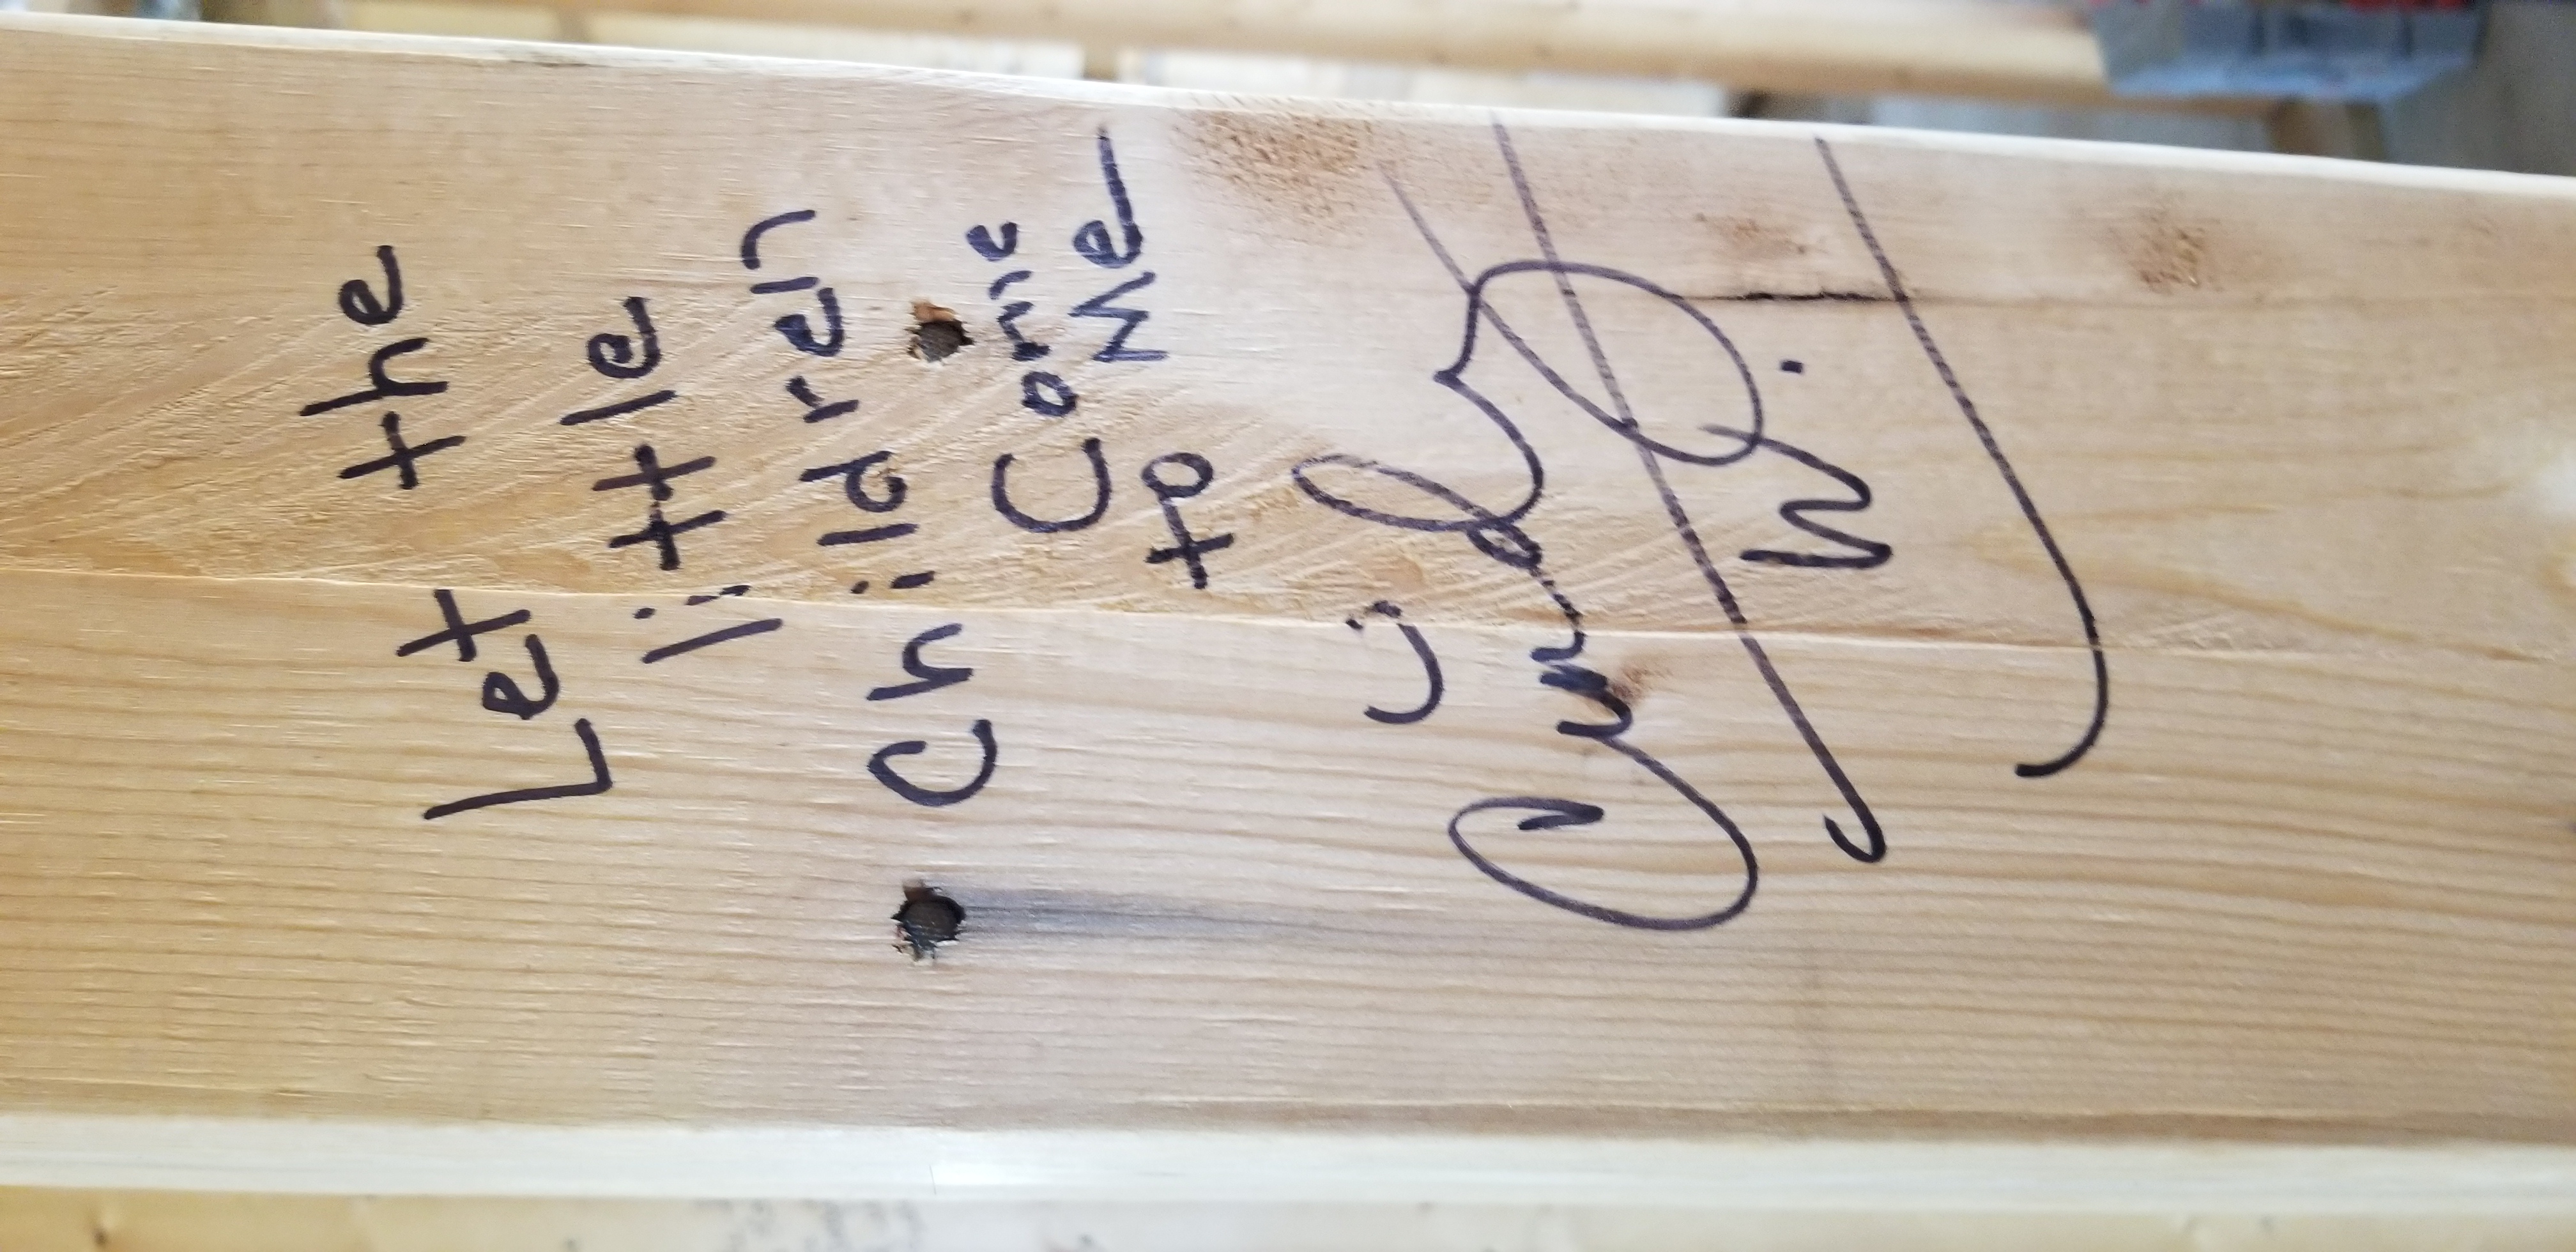 Let the
little
children
Come
to Me